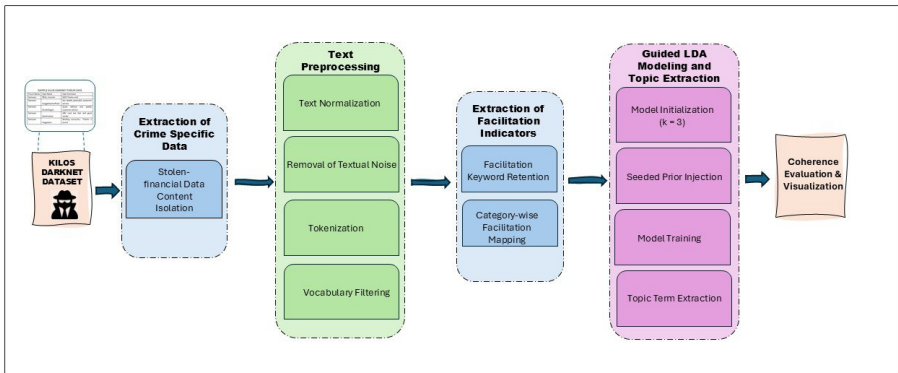 KILOS
DARKNET
DATASET
Extraction of
Crime Specific
Data
Stolen-
financial Data
Content
Isolation
Text
Preprocessing
Text Normalization
Removal of Textual Noise
Tokenization
Vocabulary Filtering
Extraction of
Facilitation
Indicators
Facilitation
Keyword Retention
Category-wise
Facilitation
Mapping
Guided LDA
Modeling and
Topic Extraction
Model Initialization
(k = 3)
Seeded Prior Injection
Model Training
Topic Term Extraction
Coherence
Evaluation &
Visualization